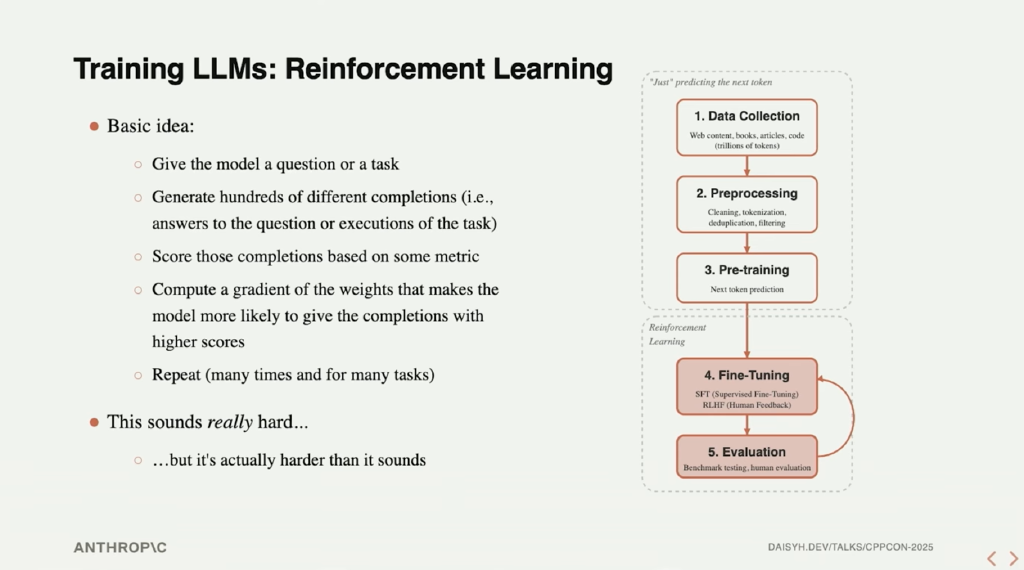 Training LLMs: Reinforcement Learning
• Basic idea:
○ Give the model a question or a task
○ Generate hundreds of different completions (i.e.,
answers to the question or executions of the task)
○ Score those completions based on some metric
○ Compute a gradient of the weights that makes the
model more likely to give the completions with
higher scores
○ Repeat (many times and for many tasks)
• This sounds really hard...
○ …but it's actually harder than it sounds
"Just" predicting the next token
1. Data Collection
Web content, books, articles, code
(trillions of tokens)
2. Preprocessing
Cleaning, tokenization,
deduplication, filtering
3. Pre-training
Next token prediction
Reinforcement
Learning
4. Fine-Tuning
SFT (Supervised Fine-Tuning)
RLHF (Human Feedback)
5. Evaluation
Benchmark testing, human evaluation
ANTHROP\C
DAISYH.DEV/TALKS/CPPCON-2025